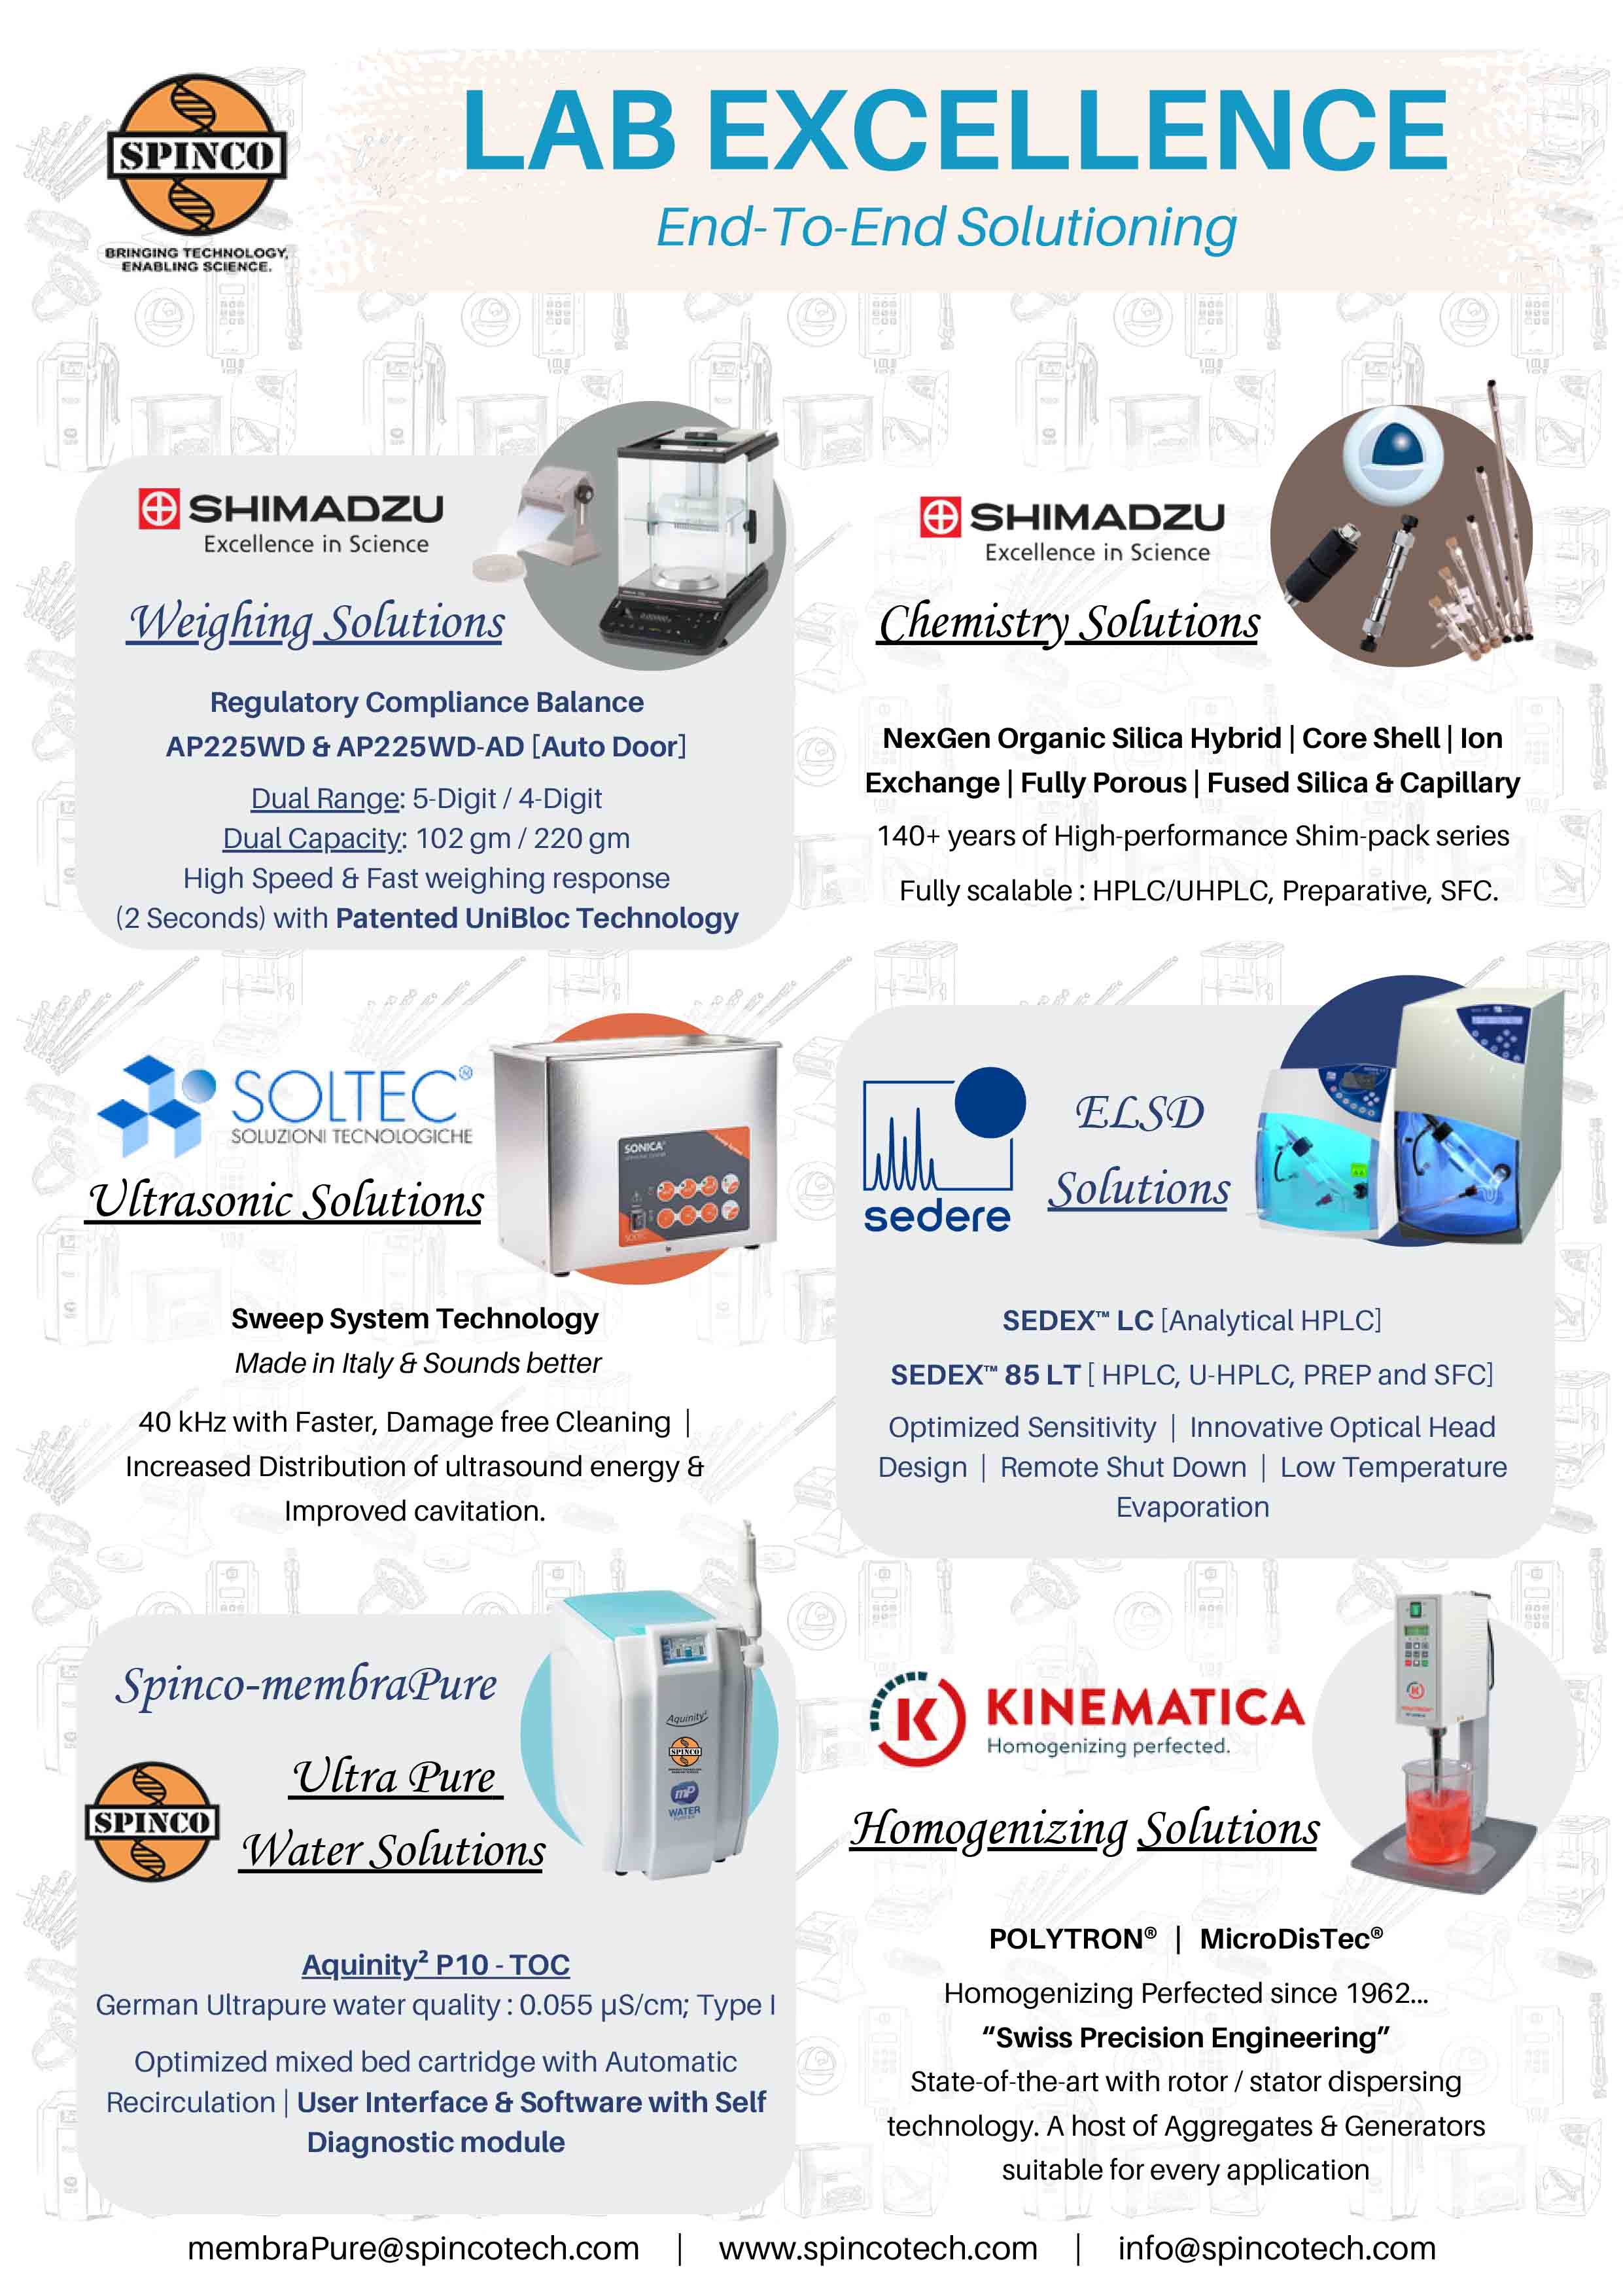 SPINCO
BRINGING TECHNOLOGY,
ENABLING SCIENCE.
LAB EXCELLENCE
End-To-End Solutioning
SHIMADZU
Excellence in Science
Weighing Solutions
Regulatory Compliance Balance
AP225WD & AP225WD-AD [Auto Door]
Dual Range: 5-Digit / 4-Digit
Dual Capacity: 102 gm / 220 gm
High Speed & Fast weighing response
(2 Seconds) with Patented UniBloc Technology
SHIMADZU
Excellence in Science
Chemistry Solutions
NexGen Organic Silica Hybrid | Core Shell | Ion
Exchange | Fully Porous | Fused Silica & Capillary
140+ years of High-performance Shim-pack series
Fully scalable : HPLC/UHPLC, Preparative, SFC.
SOLTEC®
SOLUZIONI TECNOLOGICHE
Ultrasonic Solutions
SONICA
SOLTEC
Sweep System Technology
Made in Italy & Sounds better
40 kHz with Faster, Damage free Cleaning |
Increased Distribution of ultrasound energy &
Improved cavitation.
sedere
ELSD
Solutions
SEDEX™ LC [Analytical HPLC]
SEDEX™ 85 LT [ HPLC, U-HPLC, PREP and SFC]
Optimized Sensitivity | Innovative Optical Head
Design | Remote Shut Down | Low Temperature
Evaporation
Spinco-membraPure
SPINCO
Ultra Pure
Water Solutions
Aquinity²
SPINCO
mP
WATER
Aquinity² P10 - TOC
German Ultrapure water quality : 0.055 µS/cm; Type I
Optimized mixed bed cartridge with Automatic
Recirculation | User Interface & Software with Self
Diagnostic module
K KINEMATICA
Homogenizing perfected.
Homogenizing Solutions
POLYTRON® | MicroDisTec®
Homogenizing Perfected since 1962...
“Swiss Precision Engineering”
State-of-the-art with rotor / stator dispersing
technology. A host of Aggregates & Generators
suitable for every application
membraPure@spincotech.com | www.spincotech.com | info@spincotech.com